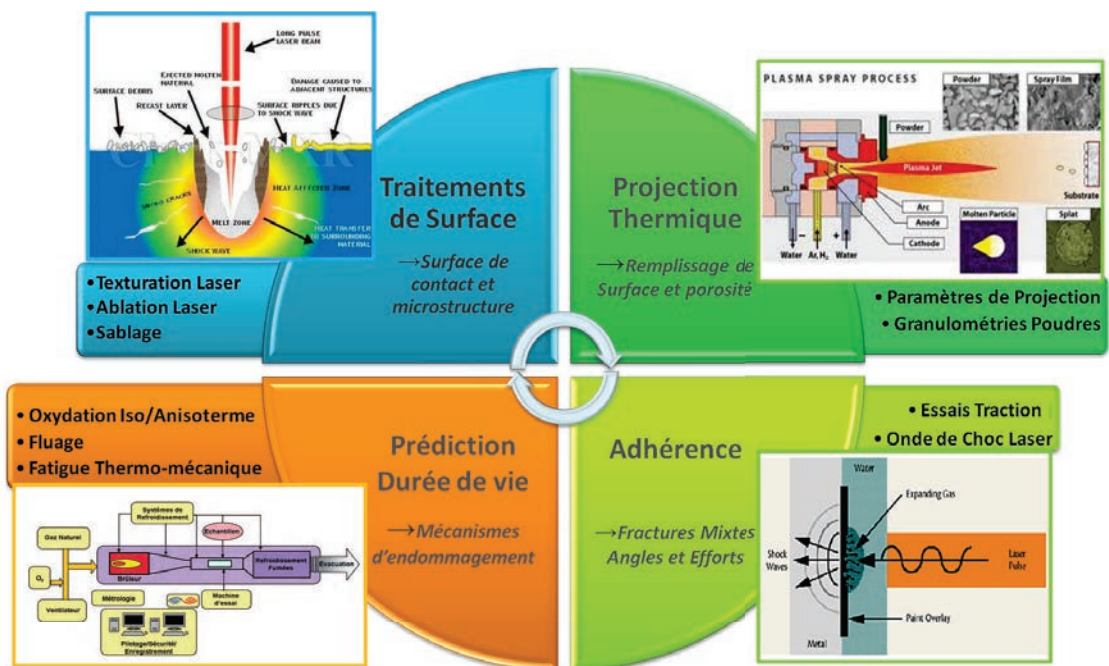 LONG PULSE
LASER BEAM
EJECTED MOLTEN
MATERIAL
DAMAGE CAUSED TO
ADJACENT STRUCTURES
SURFACE DEBRIS
RECAST LAYER
SURFACE RIPPLES DUE
TO SHOCK WAVE
HEAT AFFECTED ZONE
MICRO CRACKS
MELT ZONE
SHOCK WAVE
HEAT TRANSFER
TO SURROUNDING
MATERIAL
Traitements
de Surface
→Surface de
contact et
microstructure
•Texturation Laser
•Ablation Laser
•Sablage
PLASMA SPRAY PROCESS
Powder
Spray Film
Powder
Plasma Jet
Substrate
Arc
Anode
Cathode
Molten Particle
Splat
Water
Ar, H₂
Water
− +
Projection
Thermique
→Remplissage de
Surface et porosité
• Paramètres de Projection
• Granulométries Poudres
• Oxydation Iso/Anisoterme
• Fluage
• Fatigue Thermo-mécanique
Prédiction
Durée de vie
→Mécanismes
d'endommagement
Systèmes de
Refroidissement
Gaz Naturel
Echantillon
O₂
Brûleur
Refroidissement
Fumées
Evacuation
Ventilateur
Métrologie
Machine
d'essai
Pilotage/Sécurité/
Enregistrement
Adhérence
→Fractures Mixtes
Angles et Efforts
• Essais Traction
• Onde de Choc Laser
Water
Expanding Gas
Shock
Waves
Laser
Pulse
Paint Overlay
Metal